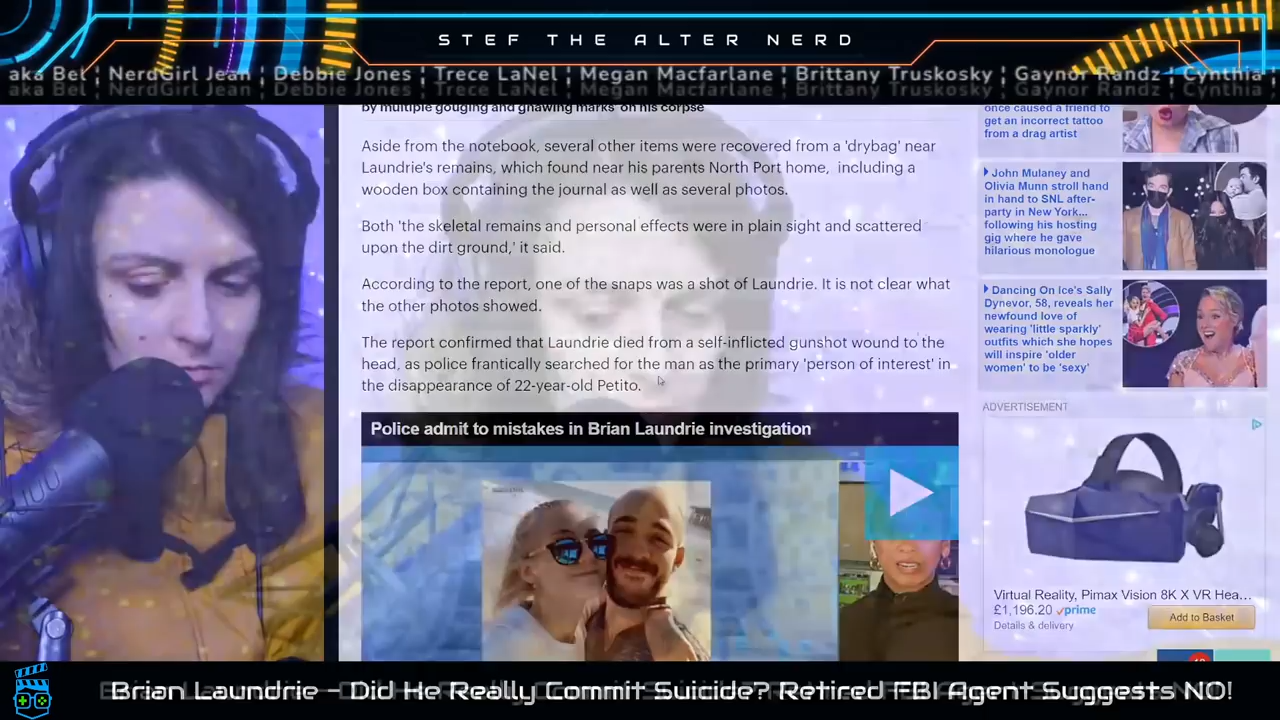 STEF THE ALTER NERD
aka Bel ¦ NerdGirl Jean ¦ Debbie Jones ¦ Trece LaNel ¦ Megan Macfarlane ¦ Brittany Truskosky ¦ Gaynor Randz ¦ Cynthia ¦
by multiple gouging and gnawing marks' on his corpse
Aside from the notebook, several other items were recovered from a 'drybag' near
Laundrie's remains, which found near his parents North Port home,  including a
wooden box containing the journal as well as several photos.
Both 'the skeletal remains and personal effects were in plain sight and scattered
upon the dirt ground,' it said.
According to the report, one of the snaps was a shot of Laundrie. It is not clear what
the other photos showed.
The report confirmed that Laundrie died from a self-inflicted gunshot wound to the
head, as police frantically searched for the man as the primary 'person of interest' in
the disappearance of 22-year-old Petito.
Police admit to mistakes in Brian Laundrie investigation
once caused a friend to
get an incorrect tattoo
from a drag artist
John Mulaney and
Olivia Munn stroll hand
in hand to SNL after-
party in New York...
following his hosting
gig where he gave
hilarious monologue
Dancing On Ice's Sally
Dynevor, 58, reveals her
newfound love of
wearing 'little sparkly'
outfits which she hopes
will inspire 'older
women' to be 'sexy'
ADVERTISEMENT
Virtual Reality, Pimax Vision 8K X VR Hea...
£1,196.20 prime
Details & delivery
Add to Basket
Brian Laundrie - Did He Really Commit Suicide? Retired FBI Agent Suggests NO!